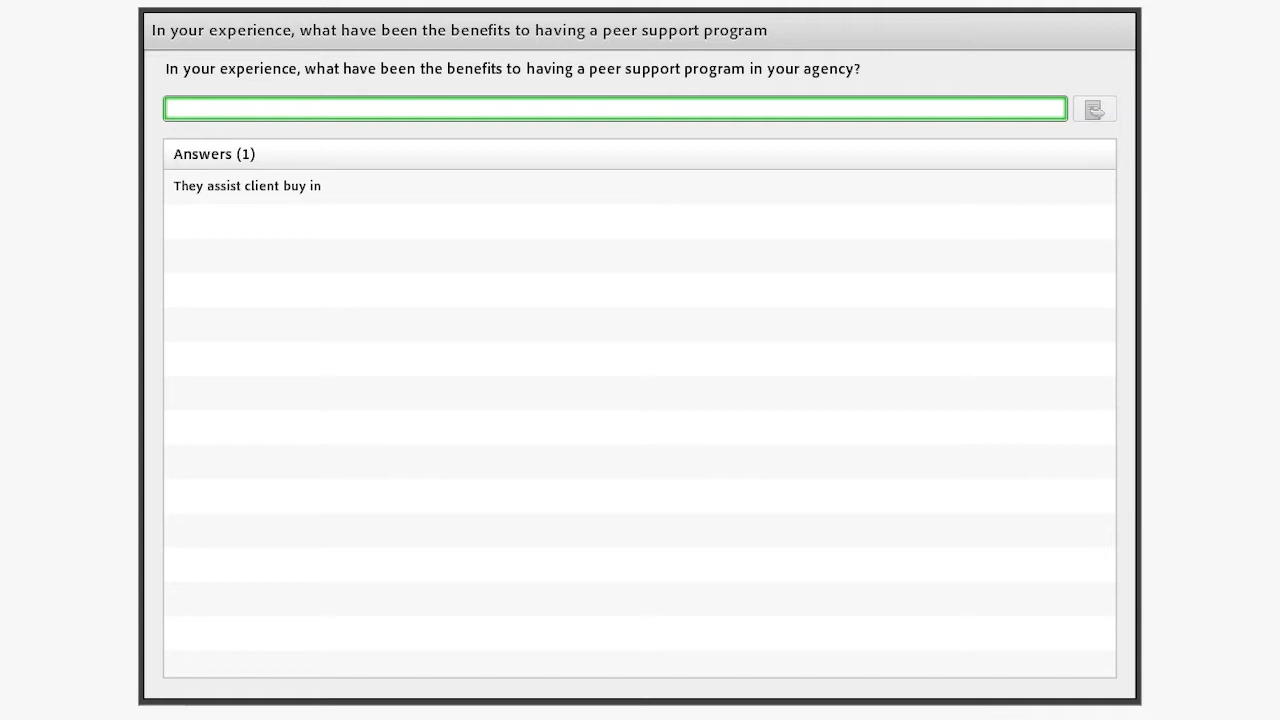 In your experience, what have been the benefits to having a peer support program
In your experience, what have been the benefits to having a peer support program in your agency?
Answers (1)
They assist client buy in